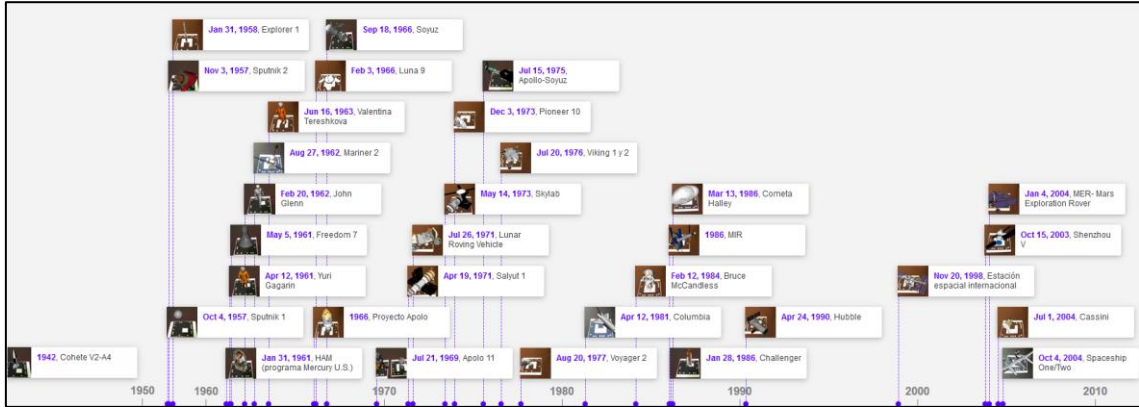 Jan 31, 1958, Explorer 1
Sep 18, 1966, Soyuz
Nov 3, 1957, Sputnik 2
Feb 3, 1966, Luna 9
Jul 15, 1975,
Apollo-Soyuz
Jun 16, 1963, Valentina
Tereshkova
Dec 3, 1973, Pioneer 10
Aug 27, 1962, Mariner 2
Jul 20, 1976, Viking 1 y 2
Feb 20, 1962, John
Glenn
May 14, 1973, Skylab
Mar 13, 1986, Cometa
Halley
Jan 4, 2004, MER- Mars
Exploration Rover
May 5, 1961, Freedom 7
Jul 26, 1971, Lunar
Roving Vehicle
1986, MIR
Oct 15, 2003, Shenzhou
V
Apr 12, 1961, Yuri
Gagarin
Apr 19, 1971, Salyut 1
Feb 12, 1984, Bruce
McCandless
Nov 20, 1998, Estación
espacial internacional
Oct 4, 1957, Sputnik 1
1966, Proyecto Apolo
Apr 12, 1981, Columbia
Apr 24, 1990, Hubble
Jul 1, 2004, Cassini
1942, Cohete V2-A4
Jan 31, 1961, HAM
(programa Mercury U.S.)
Jul 21, 1969, Apolo 11
Aug 20, 1977, Voyager 2
Jan 28, 1986, Challenger
Oct 4, 2004, Spaceship
One/Two
1950
1960
1970
1980
1990
2000
2010